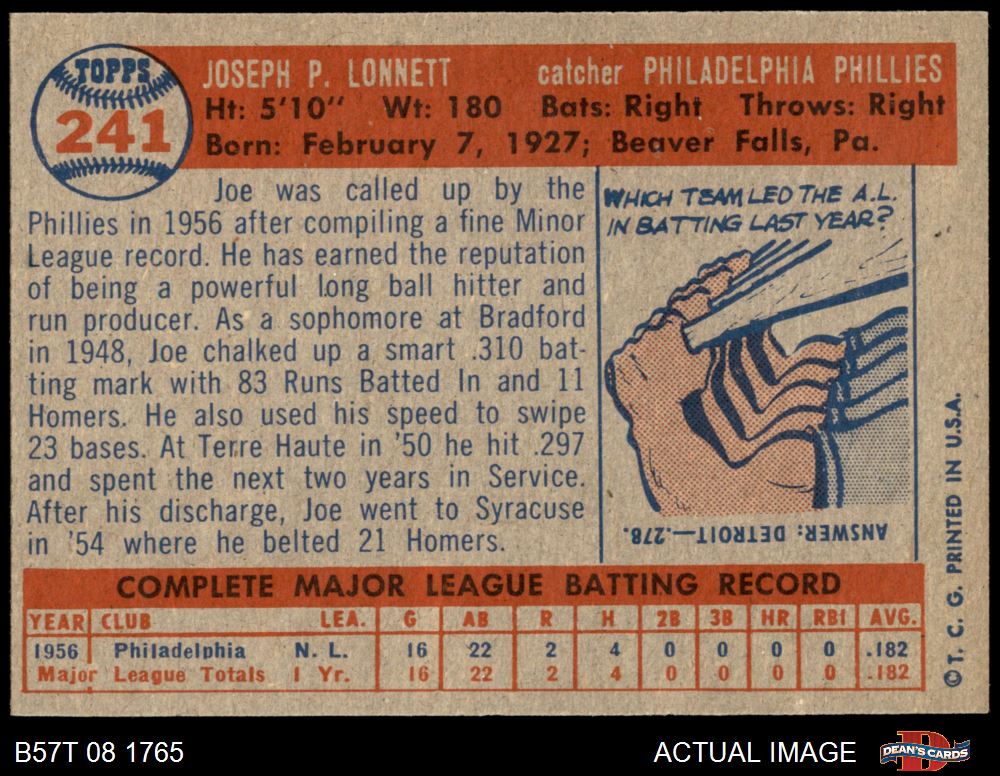 TOPPS
241
JOSEPH P. LONNETT catcher PHILADELPHIA PHILLIES
Ht: 5'10" Wt: 180 Bats: Right Throws: Right
Born: February 7, 1927; Beaver Falls, Pa.
Joe was called up by the
Phillies in 1956 after compiling a fine Minor
League record. He has earned the reputation
of being a powerful long ball hitter and
run producer. As a sophomore at Bradford
in 1948, Joe chalked up a smart .310 bat-
ting mark with 83 Runs Batted In and 11
Homers. He also used his speed to swipe
23 bases. At Terre Haute in '50 he hit .297
and spent the next two years in Service.
After his discharge, Joe went to Syracuse
in '54 where he belted 21 Homers.
WHICH TEAM LED THE A.L.
IN BATTING LAST YEAR?
ANSWER: DETROIT—.278.
COMPLETE MAJOR LEAGUE BATTING RECORD
YEAR CLUB LEA. G AB R H 2B 3B HR RBI AVG.
1956 Philadelphia N. L. 16 22 2 4 0 0 0 0 .182
Major League Totals 1 Yr. 16 22 2 4 0 0 0 0 .182
©T. C. G. PRINTED IN U.S.A.
B57T 08 1765 ACTUAL IMAGE DEAN'S CARDS